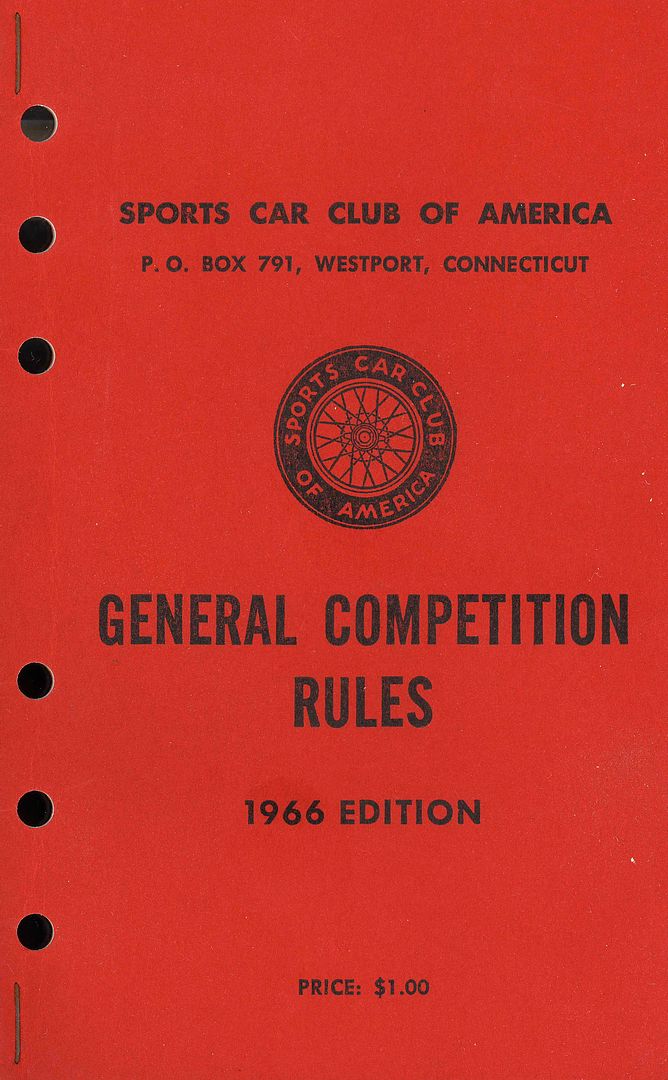 SPORTS CAR CLUB OF AMERICA
P. O. BOX 791, WESTPORT, CONNECTICUT
SPORTS CAR CLUB
OF AMERICA
GENERAL COMPETITION
RULES
1966 EDITION
PRICE: $1.00